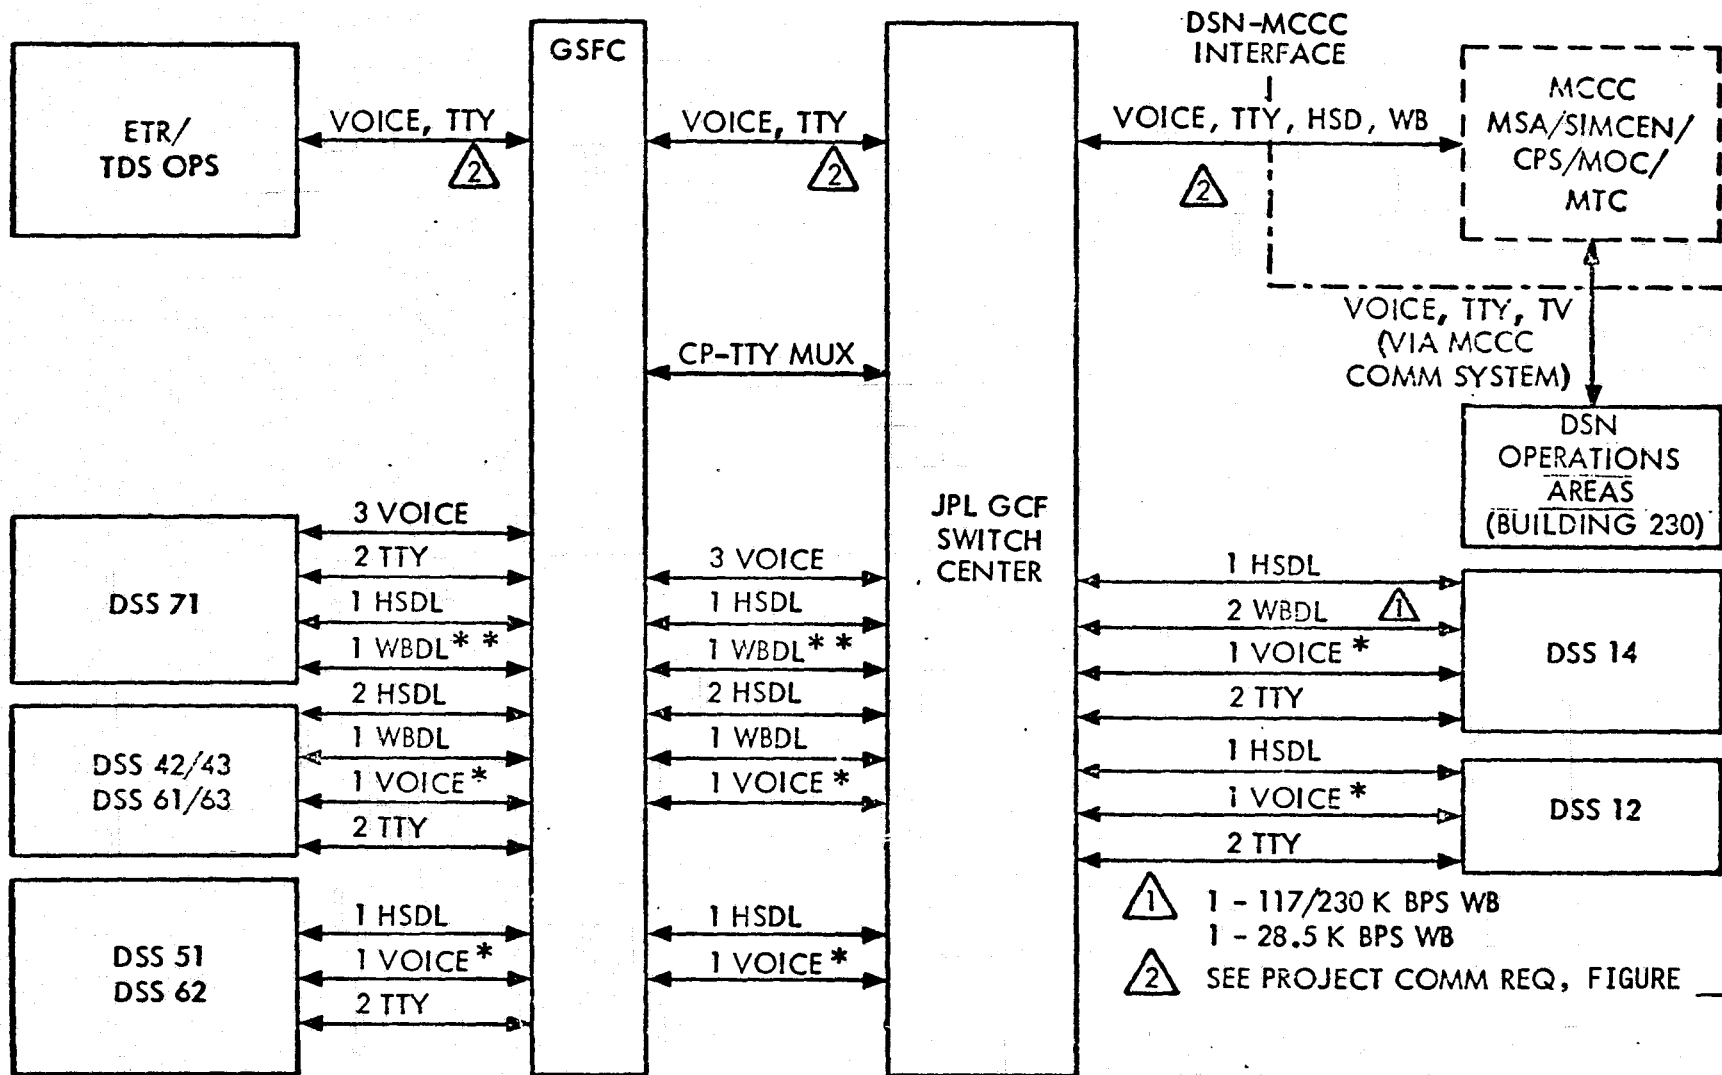 ETR/
TDS OPS
VOICE, TTY
2
GSFC
VOICE, TTY
2
CP-TTY MUX
JPL GCF
SWITCH
CENTER
DSN-MCCC
INTERFACE
VOICE, TTY, HSD, WB
2
MCCC
MSA/SIMCEN/
CPS/MOC/
MTC
VOICE, TTY, TV
(VIA MCCC
COMM SYSTEM)
DSN
OPERATIONS
AREAS
(BUILDING 230)
DSS 71
3 VOICE
2 TTY
1 HSDL
1 WBDL**
3 VOICE
1 HSDL
1 WBDL**
DSS 42/43
DSS 61/63
2 HSDL
1 WBDL
1 VOICE*
2 TTY
2 HSDL
1 WBDL
1 VOICE*
DSS 51
DSS 62
1 HSDL
1 VOICE*
2 TTY
1 HSDL
1 VOICE*
1 HSDL
2 WBDL 1
1 VOICE*
2 TTY
DSS 14
1 HSDL
1 VOICE*
2 TTY
DSS 12
1 1 - 117/230 K BPS WB
1 - 28.5 K BPS WB
2 SEE PROJECT COMM REQ, FIGURE _